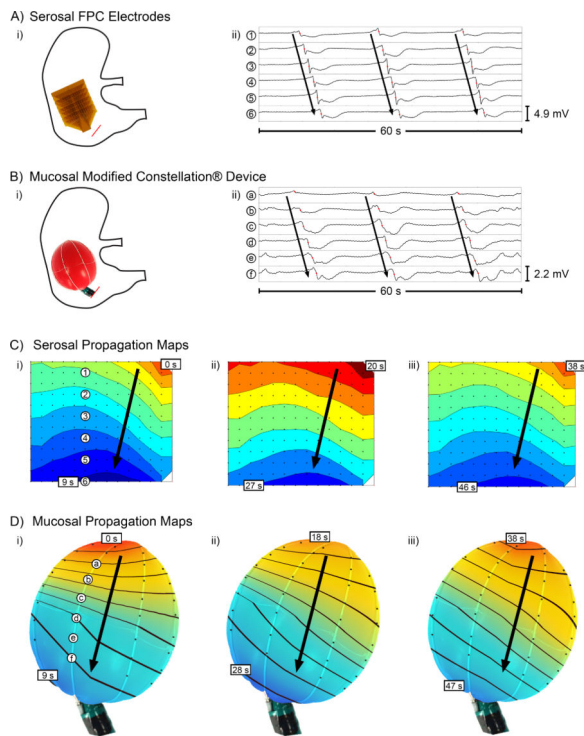 A) Serosal FPC Electrodes
i)
ii)
1
2
3
4
5
6
4.9 mV
60 s
B) Mucosal Modified Constellation® Device
i)
ii)
a
b
c
d
e
f
2.2 mV
60 s
C) Serosal Propagation Maps
i)
0 s
1
2
3
4
5
9 s
6
ii)
20 s
27 s
iii)
38 s
46 s
D) Mucosal Propagation Maps
i)
0 s
a
b
c
d
e
f
9 s
ii)
18 s
28 s
iii)
38 s
47 s